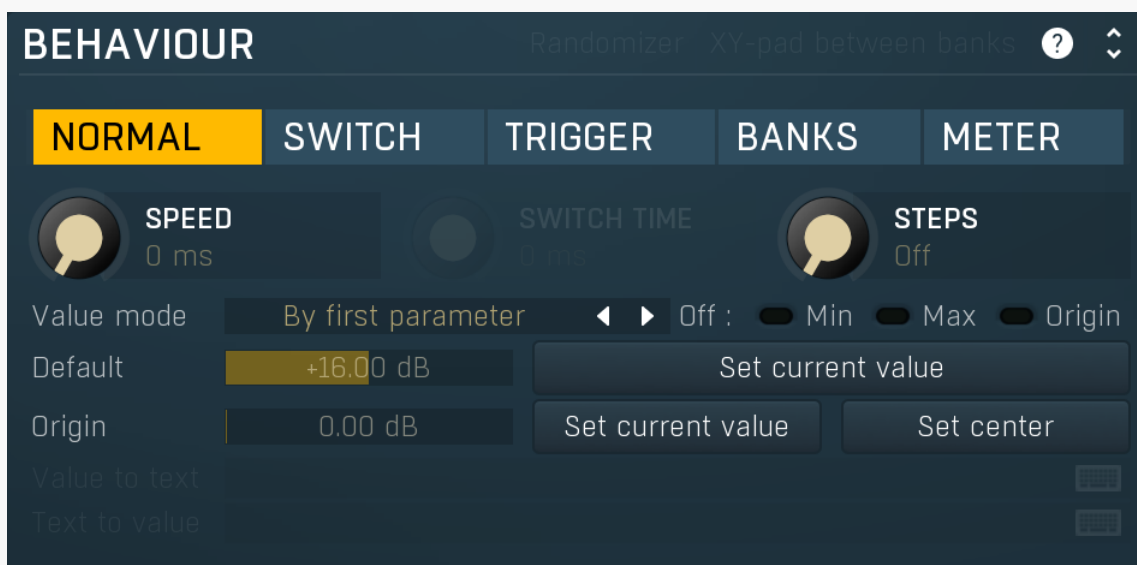 BEHAVIOUR Randomizer XY-pad between banks ?
NORMAL SWITCH TRIGGER BANKS METER
SPEED SWITCH TIME STEPS
0 ms 0 ms Off
Value mode By first parameter Off : Min Max Origin
Default +16.00 dB Set current value
Origin 0.00 dB Set current value Set center
Value to text
Text to value